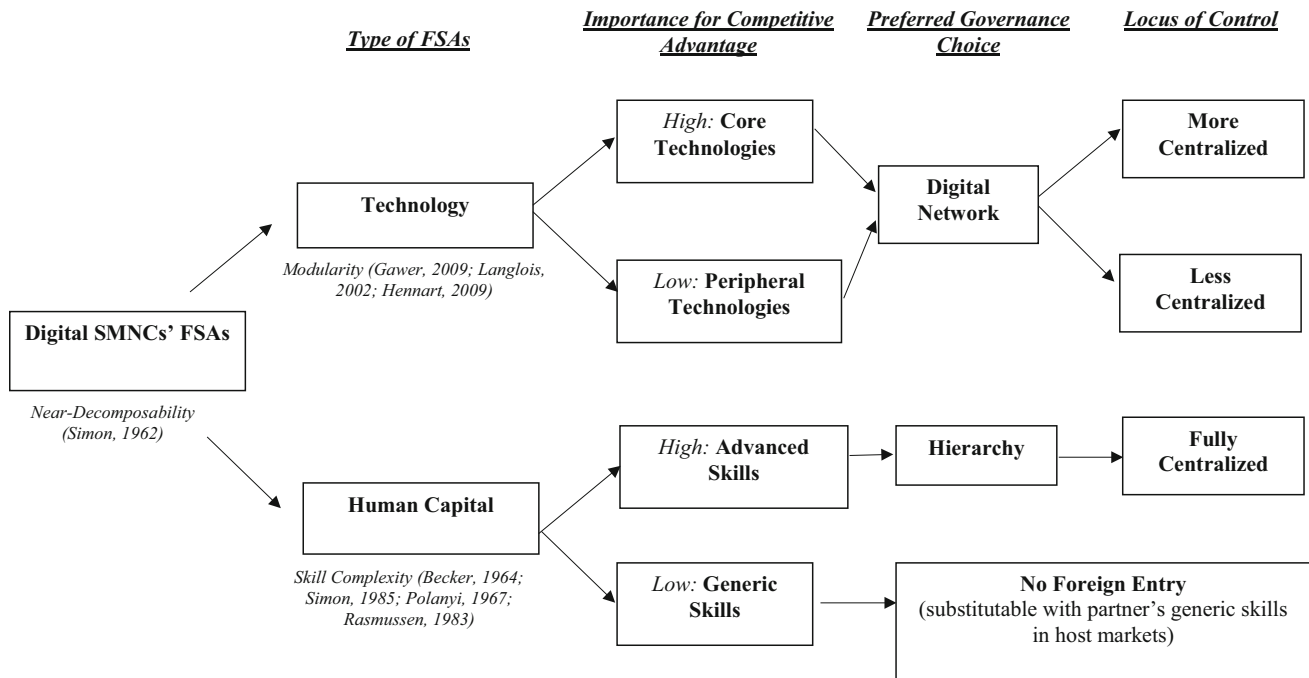 Type of FSAs
Importance for Competitive
Advantage
Preferred Governance
Choice
Locus of Control
High: Core
Technologies
More
Centralized
Technology
Digital
Network
Modularity (Gawer, 2009; Langlois,
2002; Hennart, 2009)
Low: Peripheral
Technologies
Less
Centralized
Digital SMNCs’ FSAs
Near-Decomposability
(Simon, 1962)
High: Advanced
Skills
Hierarchy
Fully
Centralized
Human Capital
Skill Complexity (Becker, 1964;
Simon, 1985; Polanyi, 1967;
Rasmussen, 1983)
Low: Generic
Skills
No Foreign Entry
(substitutable with partner’s generic skills
in host markets)